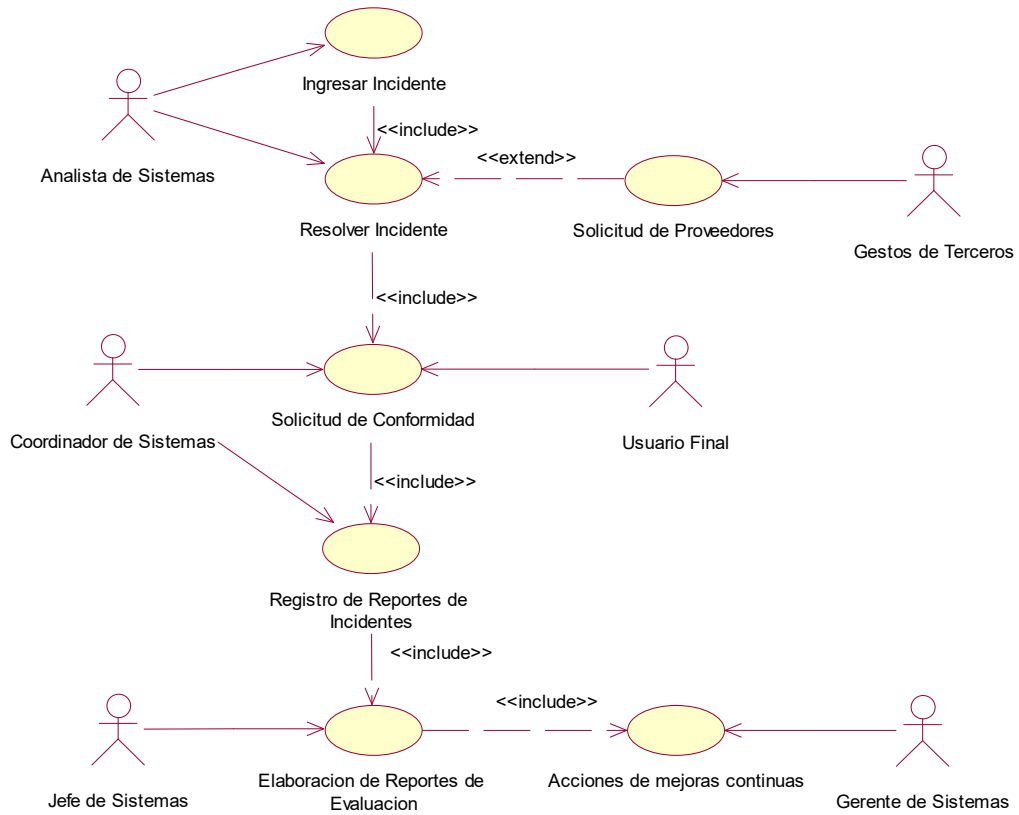 Ingresar Incidente
<<include>>
Analista de Sistemas
<<extend>>
Resolver Incidente
Solicitud de Proveedores
Gestos de Terceros
<<include>>
Solicitud de Conformidad
Coordinador de Sistemas
Usuario Final
<<include>>
Registro de Reportes de
Incidentes
<<include>>
<<include>>
Elaboracion de Reportes de
Evaluacion
Acciones de mejoras continuas
Jefe de Sistemas
Gerente de Sistemas